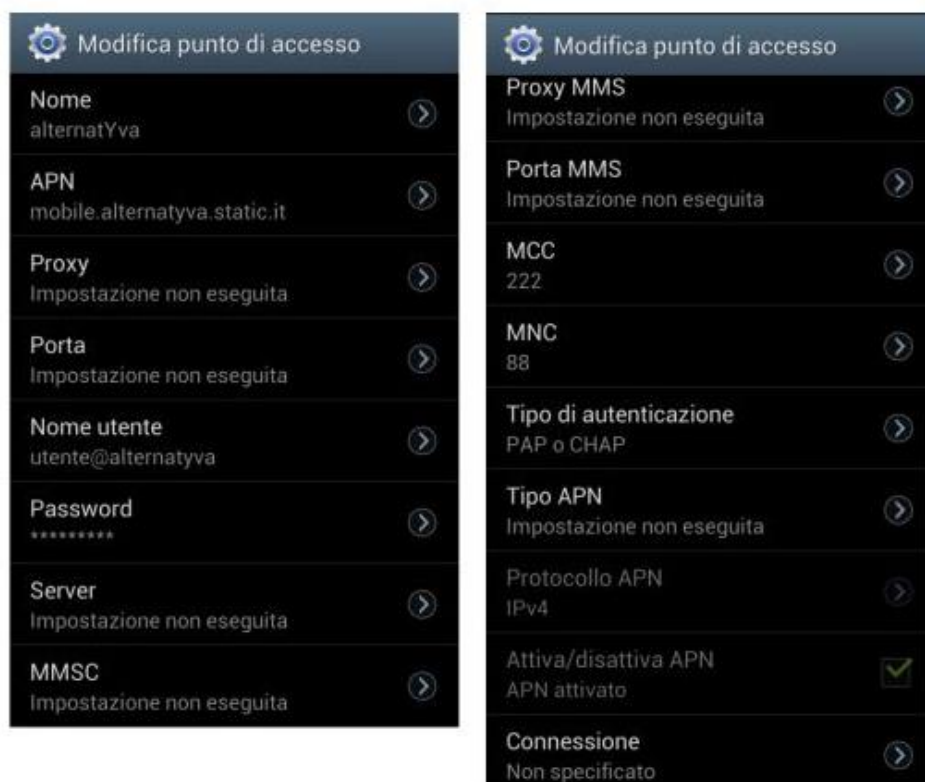 Modifica punto di accesso
Nome
alternatYva
APN
mobile.alternatyva.static.it
Proxy
Impostazione non eseguita
Porta
Impostazione non eseguita
Nome utente
utente@alternatyva
Password
*********
Server
Impostazione non eseguita
MMSC
Impostazione non eseguita
Modifica punto di accesso
Proxy MMS
Impostazione non eseguita
Porta MMS
Impostazione non eseguita
MCC
222
MNC
88
Tipo di autenticazione
PAP o CHAP
Tipo APN
Impostazione non eseguita
Protocollo APN
IPv4
Attiva/disattiva APN
APN attivato
Connessione
Non specificato